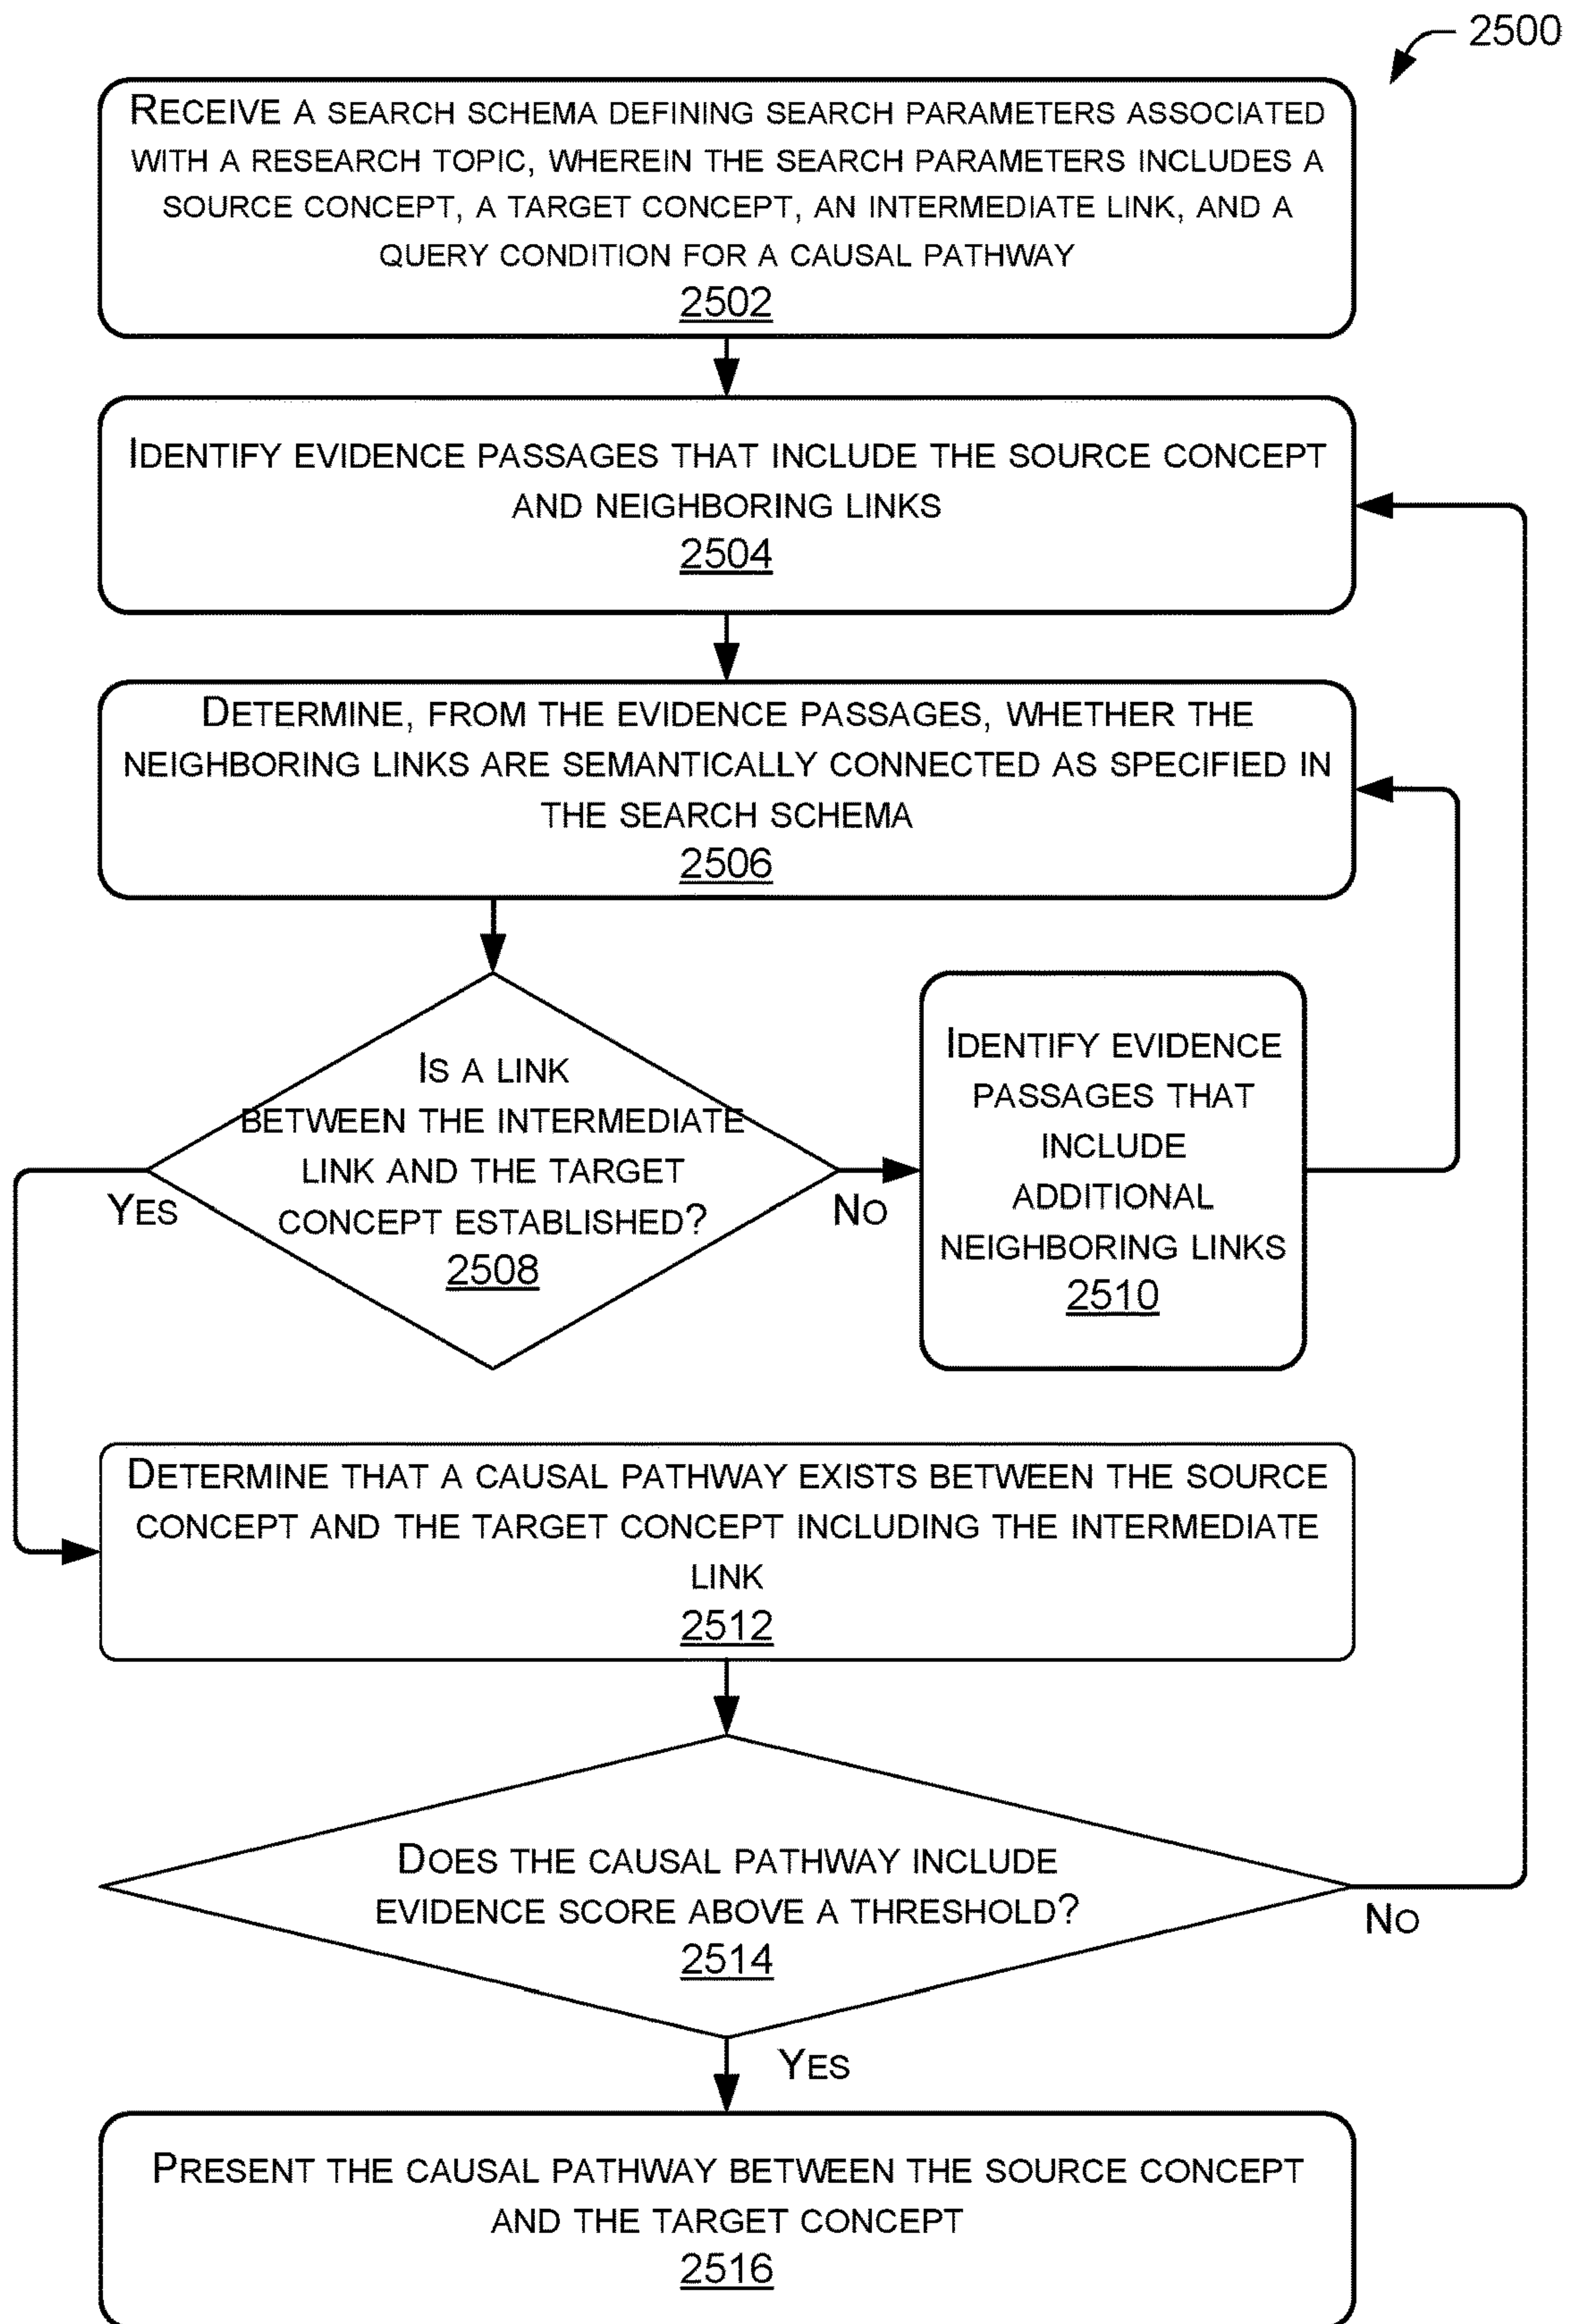 2500
RECEIVE A SEARCH SCHEMA DEFINING SEARCH PARAMETERS ASSOCIATED
WITH A RESEARCH TOPIC, WHEREIN THE SEARCH PARAMETERS INCLUDES A
SOURCE CONCEPT, A TARGET CONCEPT, AN INTERMEDIATE LINK, AND A
QUERY CONDITION FOR A CAUSAL PATHWAY
2502
IDENTIFY EVIDENCE PASSAGES THAT INCLUDE THE SOURCE CONCEPT
AND NEIGHBORING LINKS
2504
DETERMINE, FROM THE EVIDENCE PASSAGES, WHETHER THE
NEIGHBORING LINKS ARE SEMANTICALLY CONNECTED AS SPECIFIED IN
THE SEARCH SCHEMA
2506
IS A LINK
BETWEEN THE INTERMEDIATE
LINK AND THE TARGET
CONCEPT ESTABLISHED?
2508
YES
NO
IDENTIFY EVIDENCE
PASSAGES THAT
INCLUDE
ADDITIONAL
NEIGHBORING LINKS
2510
DETERMINE THAT A CAUSAL PATHWAY EXISTS BETWEEN THE SOURCE
CONCEPT AND THE TARGET CONCEPT INCLUDING THE INTERMEDIATE
LINK
2512
DOES THE CAUSAL PATHWAY INCLUDE
EVIDENCE SCORE ABOVE A THRESHOLD?
2514
NO
YES
PRESENT THE CAUSAL PATHWAY BETWEEN THE SOURCE CONCEPT
AND THE TARGET CONCEPT
2516